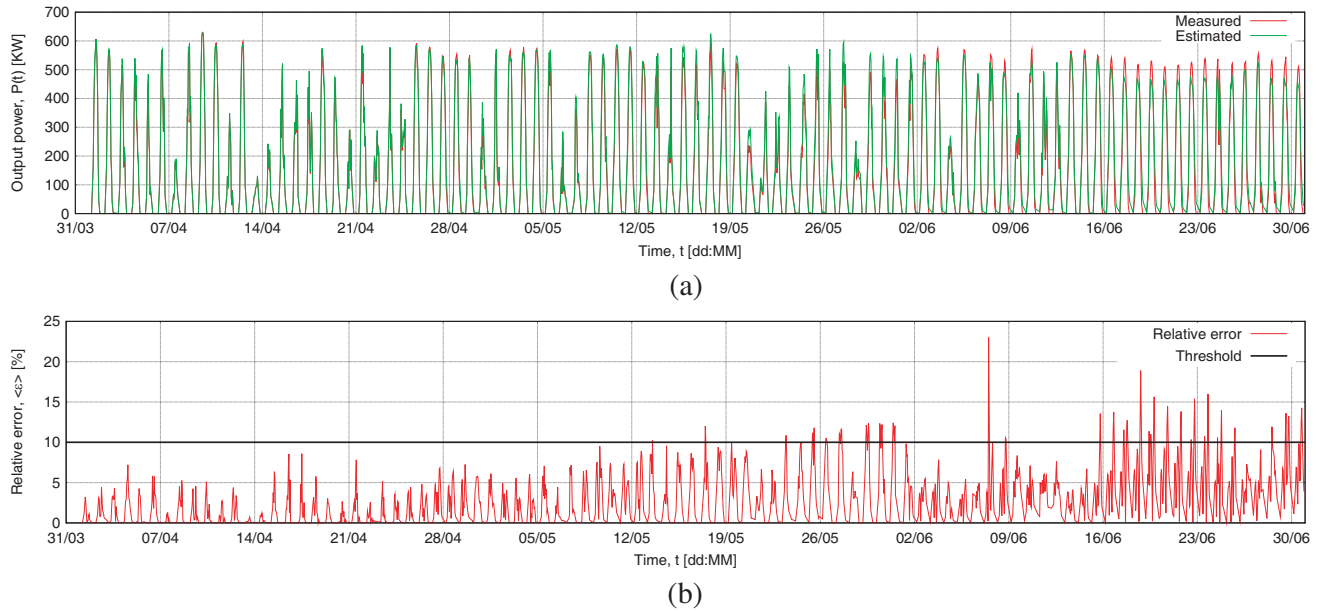 700
600
500
400
300
200
100
0
Output power, P(t) [KW]
Measured
Estimated
31/03 07/04 14/04 21/04 28/04 05/05 12/05 19/05 26/05 02/06 09/06 16/06 23/06 30/06
Time, t [dd:MM]
(a)
25
20
15
10
5
0
Relative error, <ε> [%]
Relative error
Threshold
31/03 07/04 14/04 21/04 28/04 05/05 12/05 19/05 26/05 02/06 09/06 16/06 23/06 30/06
Time, t [dd:MM]
(b)